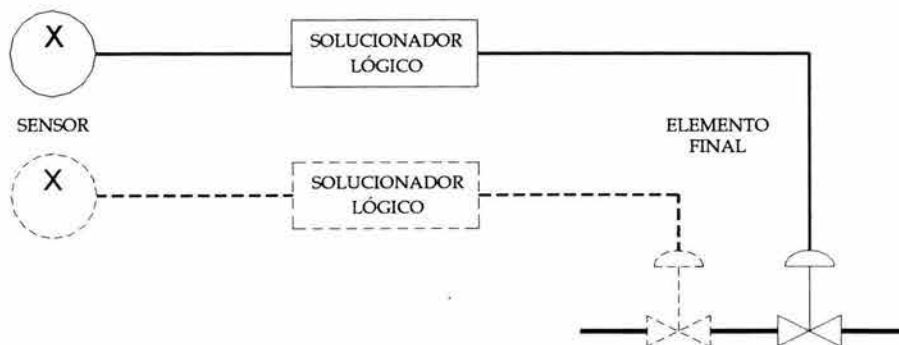 X
SOLUCIONADOR
LÓGICO
SENSOR
ELEMENTO
FINAL
X
SOLUCIONADOR
LÓGICO